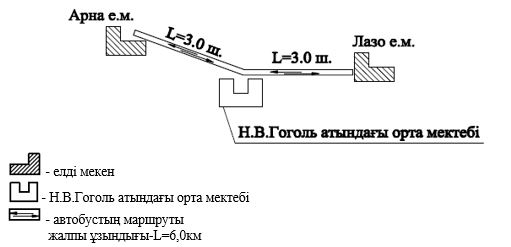 Арна е.м.
L=3.0 ш.
L=3.0 ш.
Лазо е.м.
Н.В.Гоголь атындағы орта мектебі
- елді мекен
- Н.В.Гоголь атындағы орта мектебі
- автобустың маршруты
жалпы ұзындығы-L=6,0км